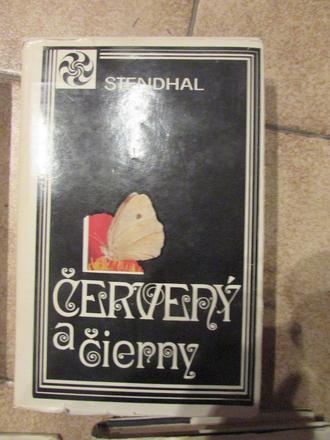 STENDHAL
ČERVENÝ
a čierny